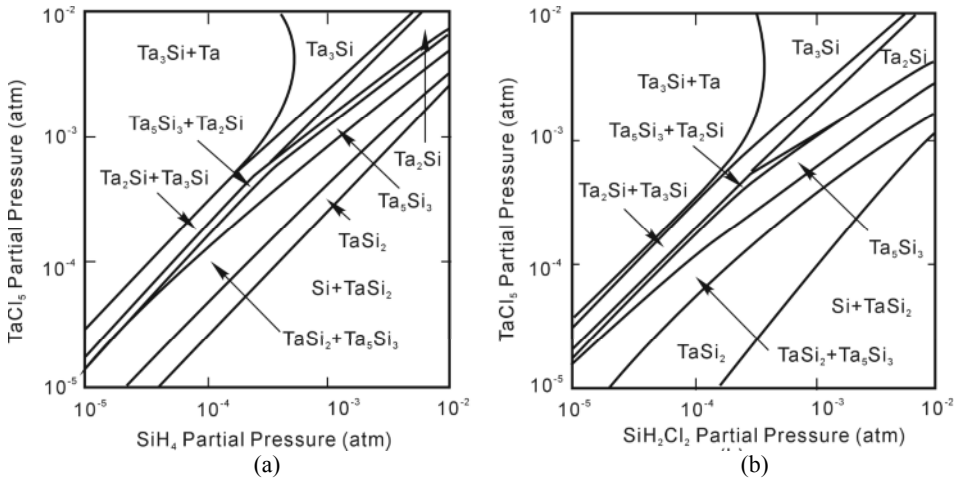 10⁻²
Ta₃Si+Ta
Ta₃Si
10⁻³
Ta₅Si₃+Ta₂Si
Ta₂Si
Ta₂Si+Ta₃Si
Ta₅Si₃
TaSi₂
10⁻⁴
Si+TaSi₂
TaSi₂+Ta₅Si₃
10⁻⁵
10⁻⁵ 10⁻⁴ 10⁻³ 10⁻²
TaCl₅ Partial Pressure (atm)
SiH₄ Partial Pressure (atm)
(a)
10⁻²
Ta₃Si
Ta₂Si
Ta₃Si+Ta
10⁻³
Ta₅Si₃+Ta₂Si
Ta₂Si+Ta₃Si
Ta₅Si₃
10⁻⁴
Si+TaSi₂
TaSi₂
TaSi₂+Ta₅Si₃
10⁻⁵
10⁻⁵ 10⁻⁴ 10⁻³ 10⁻²
TaCl₅ Partial Pressure (atm)
SiH₂Cl₂ Partial Pressure (atm)
(b)